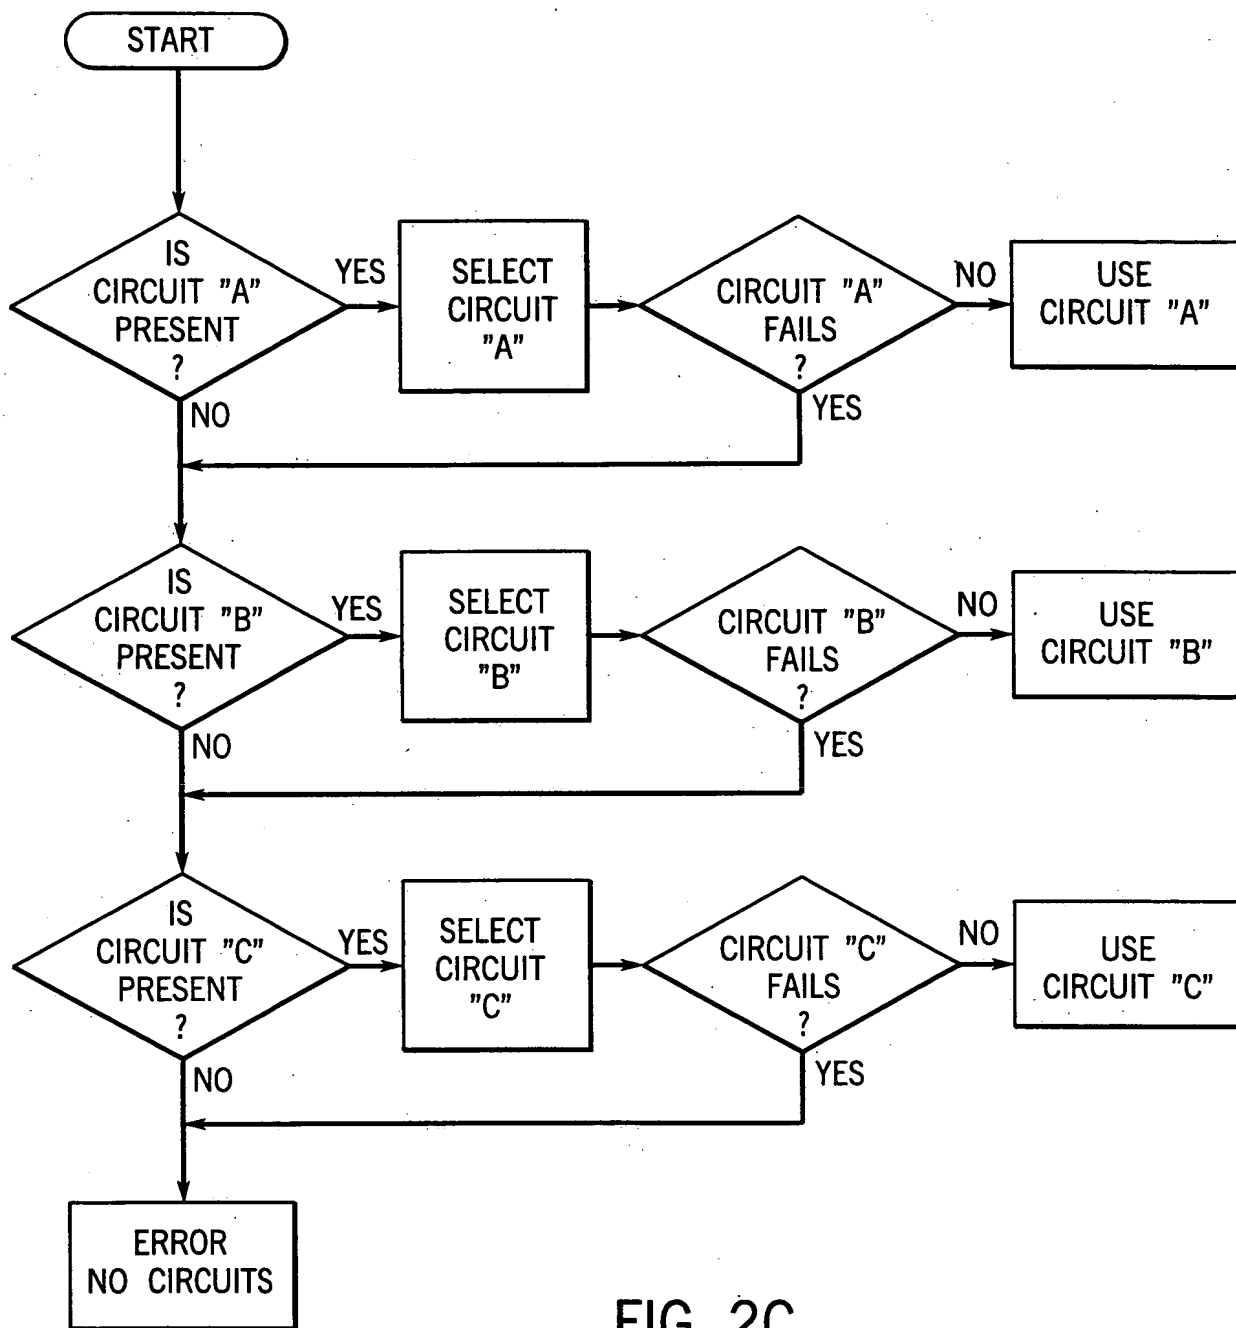 START
IS
CIRCUIT "A"
PRESENT
?
YES
SELECT
CIRCUIT
"A"
CIRCUIT "A"
FAILS
?
NO
USE
CIRCUIT "A"
NO
YES
IS
CIRCUIT "B"
PRESENT
?
YES
SELECT
CIRCUIT
"B"
CIRCUIT "B"
FAILS
?
NO
USE
CIRCUIT "B"
NO
YES
IS
CIRCUIT "C"
PRESENT
?
YES
SELECT
CIRCUIT
"C"
CIRCUIT "C"
FAILS
?
NO
USE
CIRCUIT "C"
NO
YES
ERROR
NO CIRCUITS
FIG. 2C